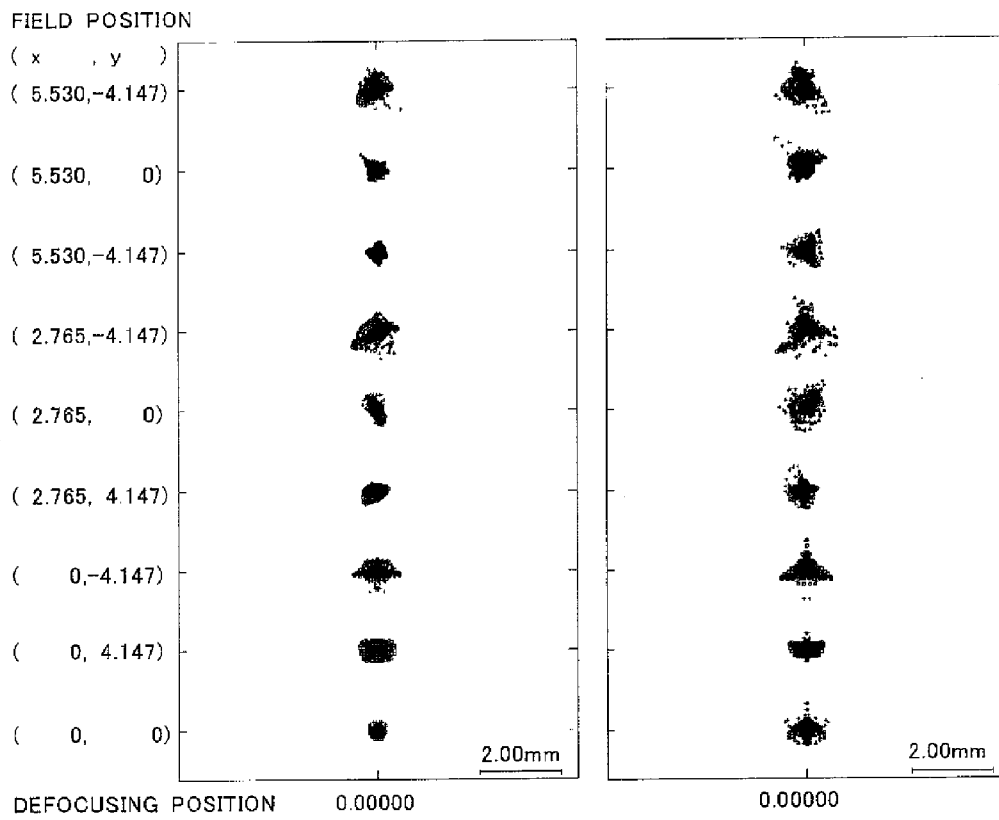 FIELD POSITION
( x , y )
( 5.530,-4.147)
( 5.530, 0)
( 5.530,-4.147)
( 2.765,-4.147)
( 2.765, 0)
( 2.765, 4.147)
( 0,-4.147)
( 0, 4.147)
( 0, 0)
2.00mm
2.00mm
DEFOCUSING POSITION 0.00000 0.00000